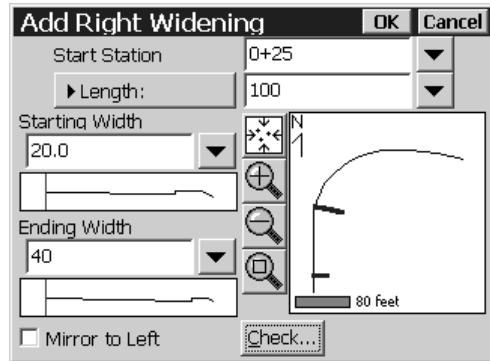 Add Right Widening OK Cancel
Start Station 0+25
Length: 100
Starting Width
20.0
N
Ending Width
40
80 feet
Mirror to Left Check...